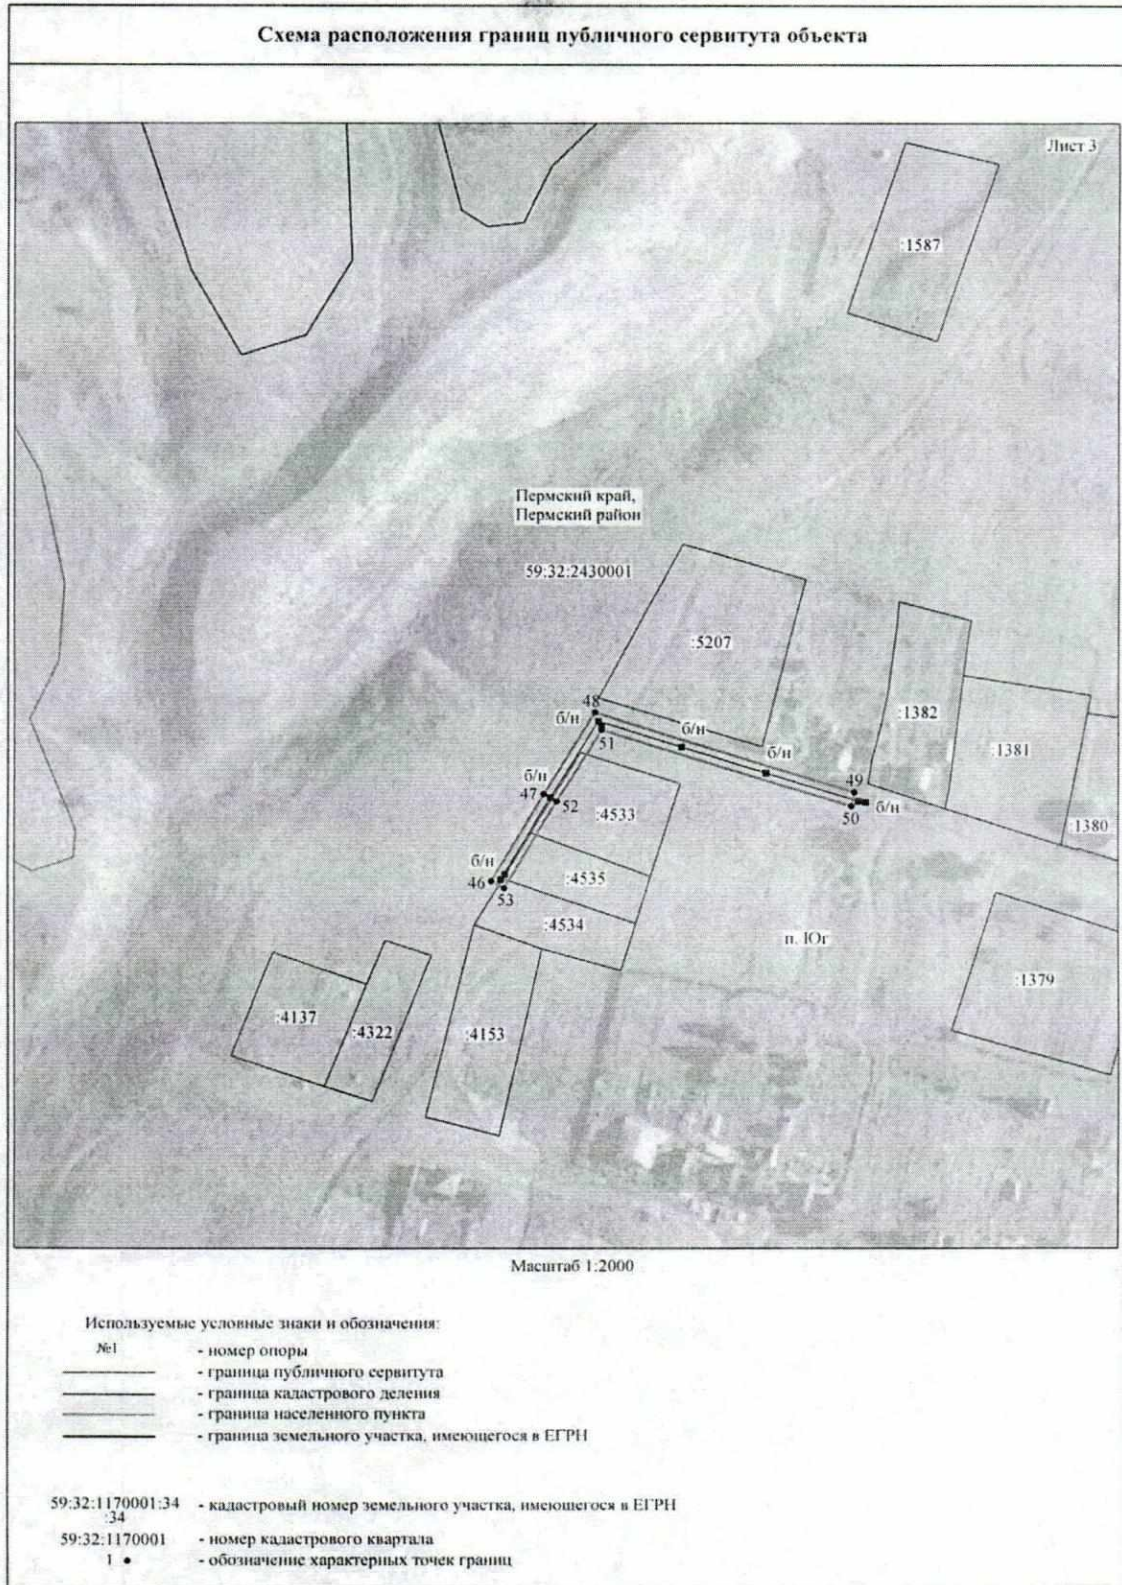 Схема расположения границ публичного сервитута объекта
Лист 3
:1587
Пермский край,
Пермский район
59:32:2430001
:5207
48
б/н
б/н
:1382
51
б/н
:1381
б/н
49
47
52
50
б/н
:4533
:1380
б/н
46
:4535
53
:4534
п. Юг
:1379
:4137
:4322
:4153
Масштаб 1:2000
Используемые условные знаки и обозначения:
№1 - номер опоры
- граница публичного сервитута
- граница кадастрового деления
- граница населенного пункта
- граница земельного участка, имеющегося в ЕГРН
59:32:1170001:34 - кадастровый номер земельного участка, имеющегося в ЕГРН
:34
59:32:1170001 - номер кадастрового квартала
1 ● - обозначение характерных точек границ